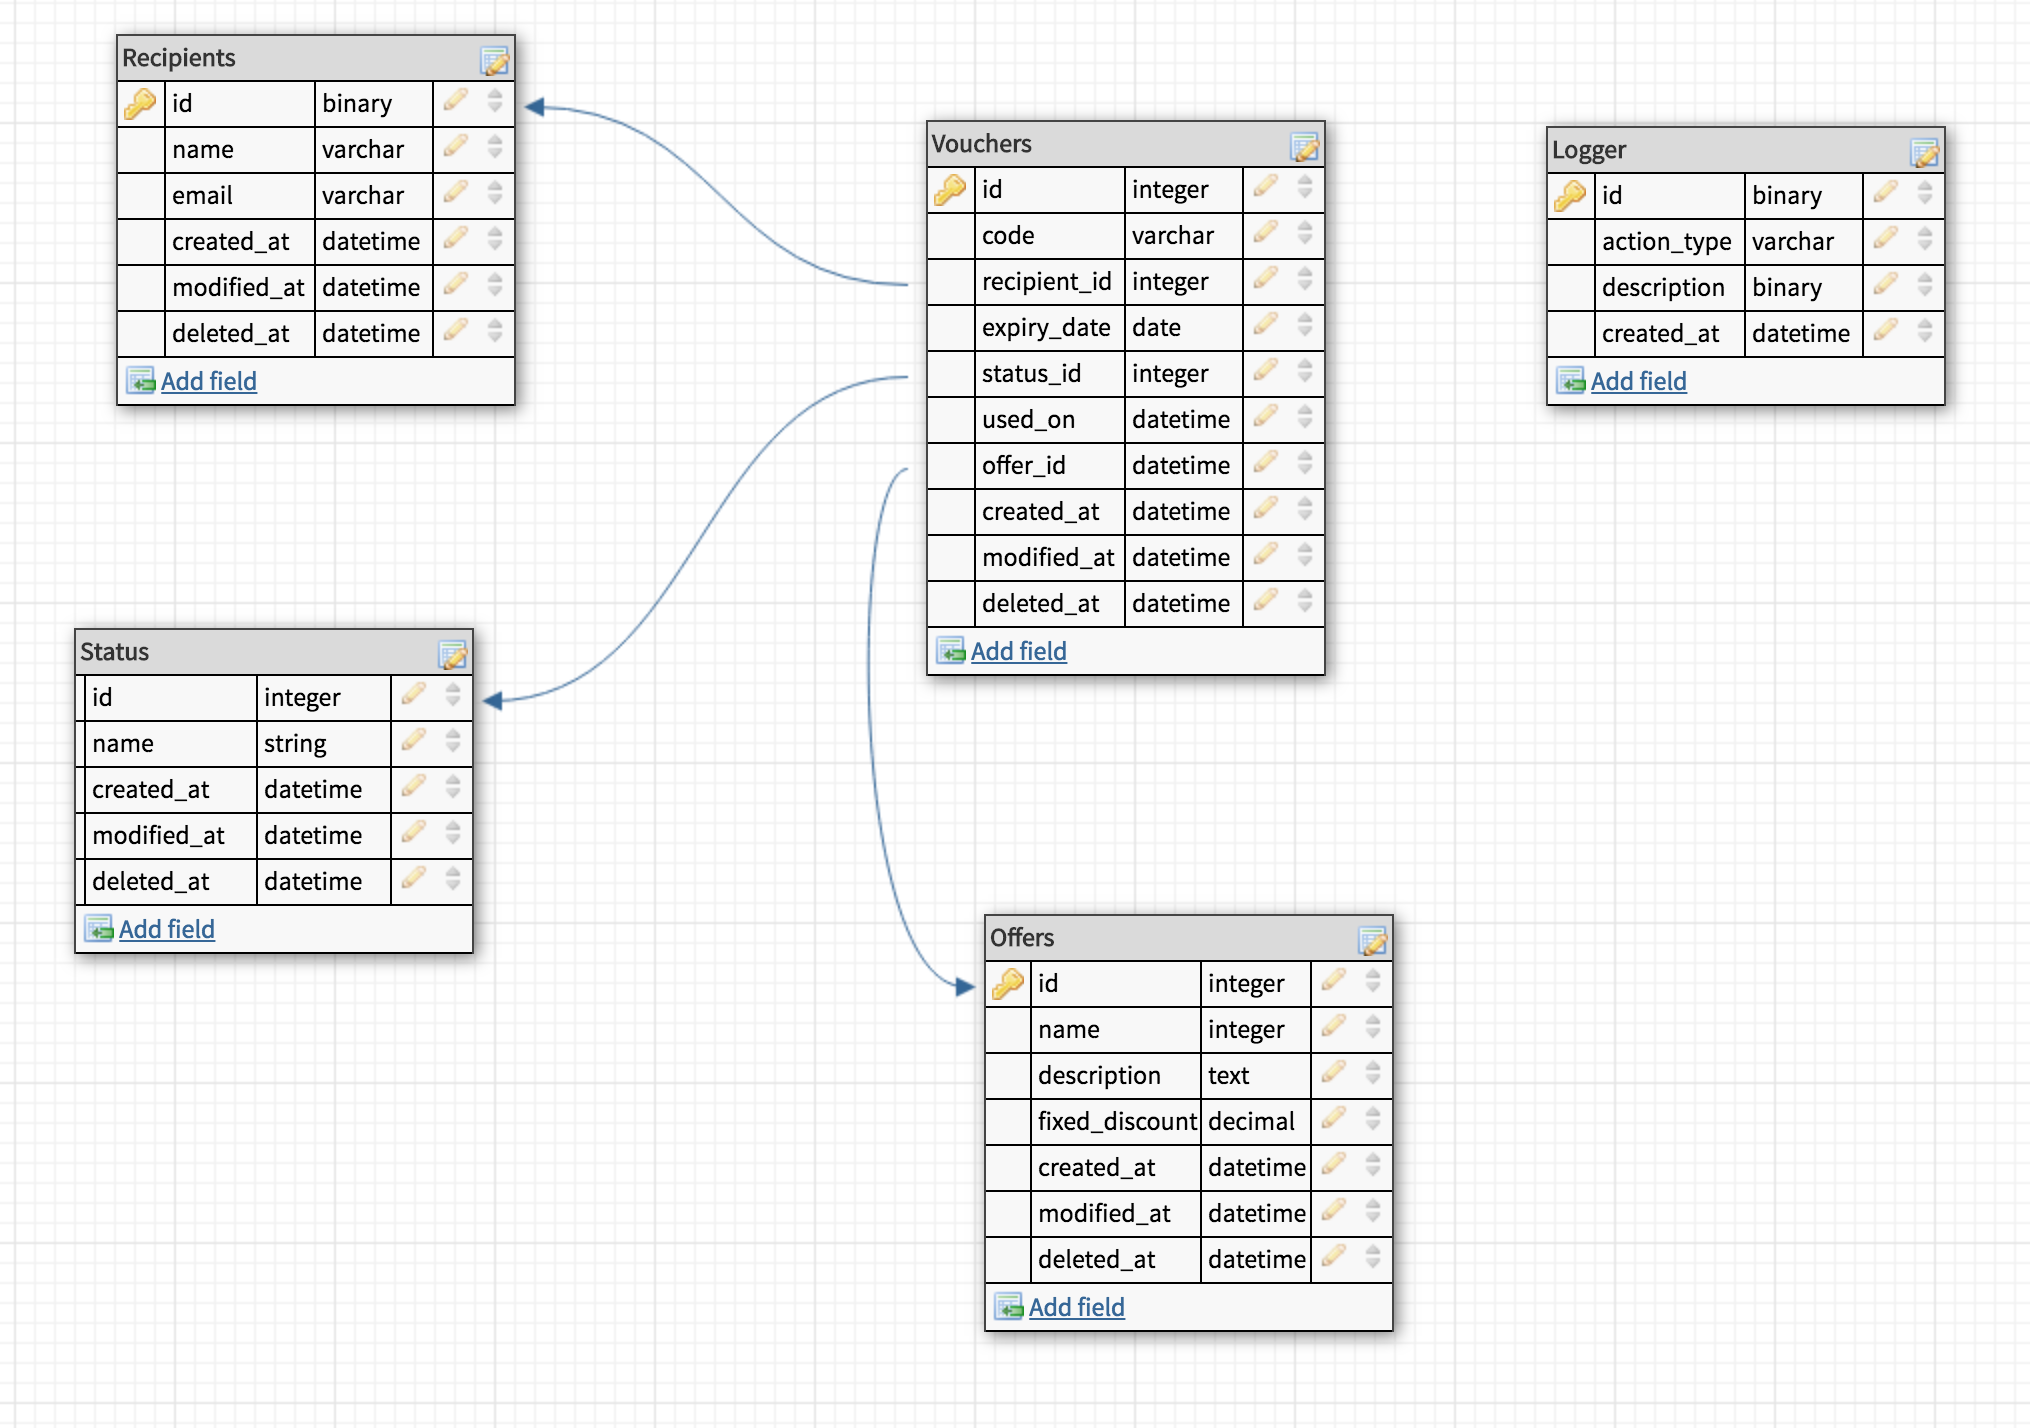 Recipients
id binary
name varchar
email varchar
created_at datetime
modified_at datetime
deleted_at datetime
Add field
Vouchers
id integer
code varchar
recipient_id integer
expiry_date date
status_id integer
used_on datetime
offer_id datetime
created_at datetime
modified_at datetime
deleted_at datetime
Add field
Logger
id binary
action_type varchar
description binary
created_at datetime
Add field
Status
id integer
name string
created_at datetime
modified_at datetime
deleted_at datetime
Add field
Offers
id integer
name integer
description text
fixed_discount decimal
created_at datetime
modified_at datetime
deleted_at datetime
Add field